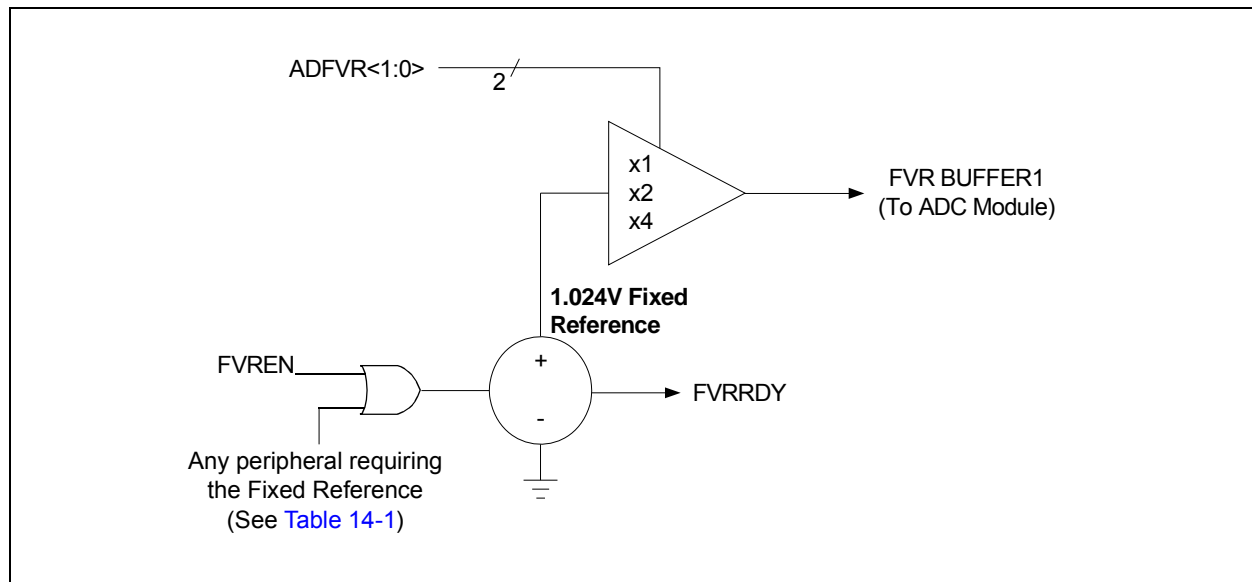 ADFVR<1:0>
2
x1
x2
x4
FVR BUFFER1
(To ADC Module)
1.024V Fixed
Reference
+
-
FVREN
FVRRDY
Any peripheral requiring
the Fixed Reference
(See Table 14-1)